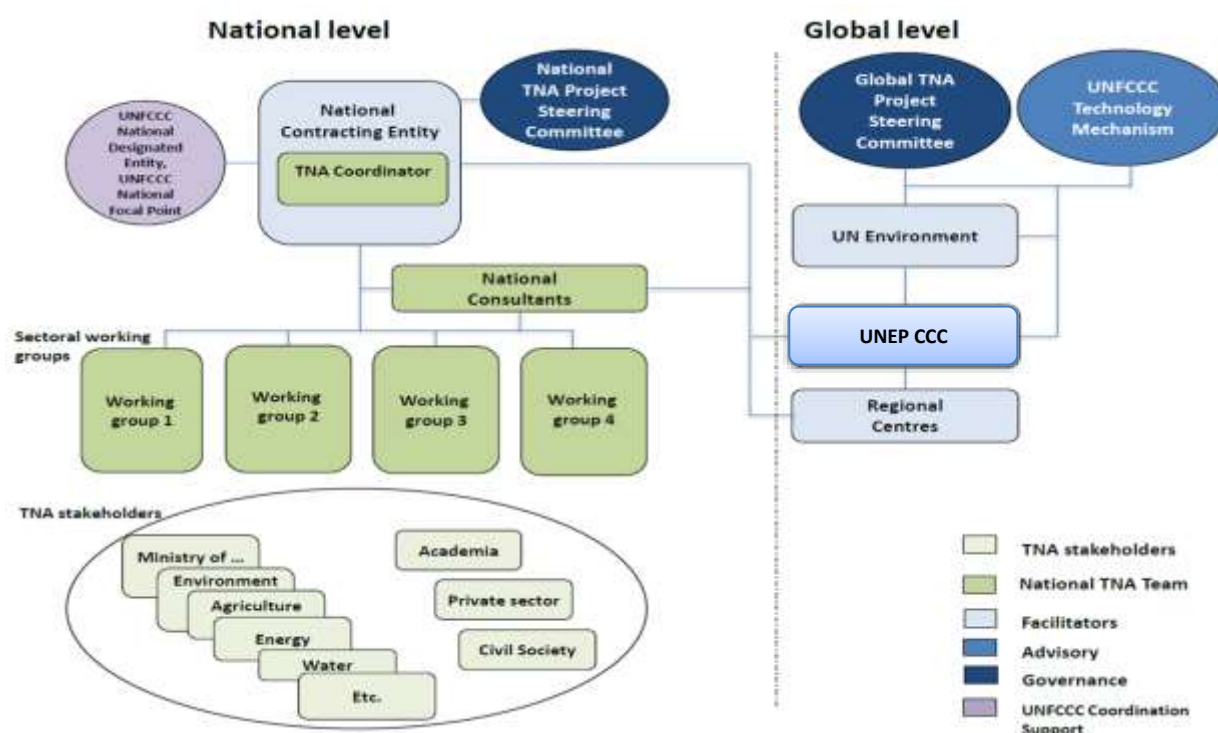 National level
Global level
UNFCCC
National
Designated
Entity,
UNFCCC
National
Focal Point
National
Contracting Entity
TNA Coordinator
National
TNA Project
Steering
Committee
Global TNA
Project
Steering
Committee
UNFCCC
Technology
Mechanism
UN Environment
National
Consultants
UNEP CCC
Regional
Centres
Sectoral working
groups
Working
group 1
Working
group 2
Working
group 3
Working
group 4
TNA stakeholders
Ministry of ...
Environment
Agriculture
Energy
Water
Etc.
Academia
Private sector
Civil Society
TNA stakeholders
National TNA Team
Facilitators
Advisory
Governance
UNFCCC Coordination
Support